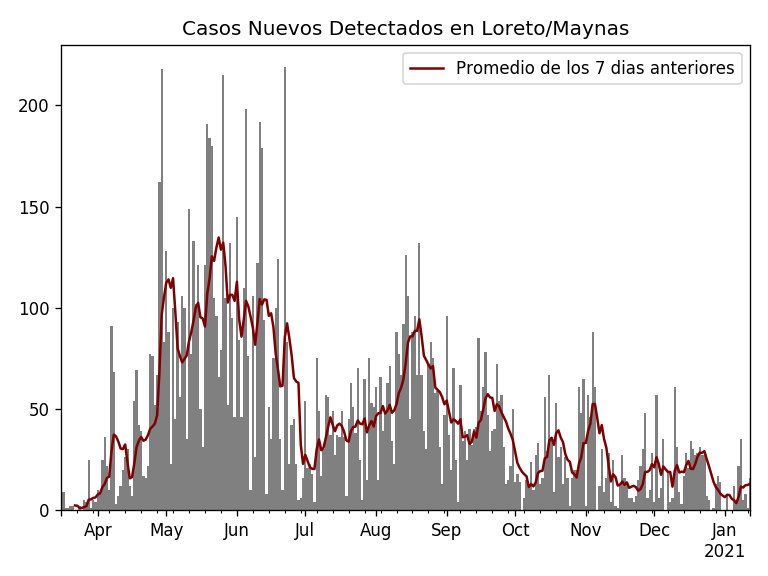 Casos Nuevos Detectados en Loreto/Maynas
Promedio de los 7 dias anteriores
200
150
100
50
0
Apr May Jun Jul Aug Sep Oct Nov Dec Jan
2021